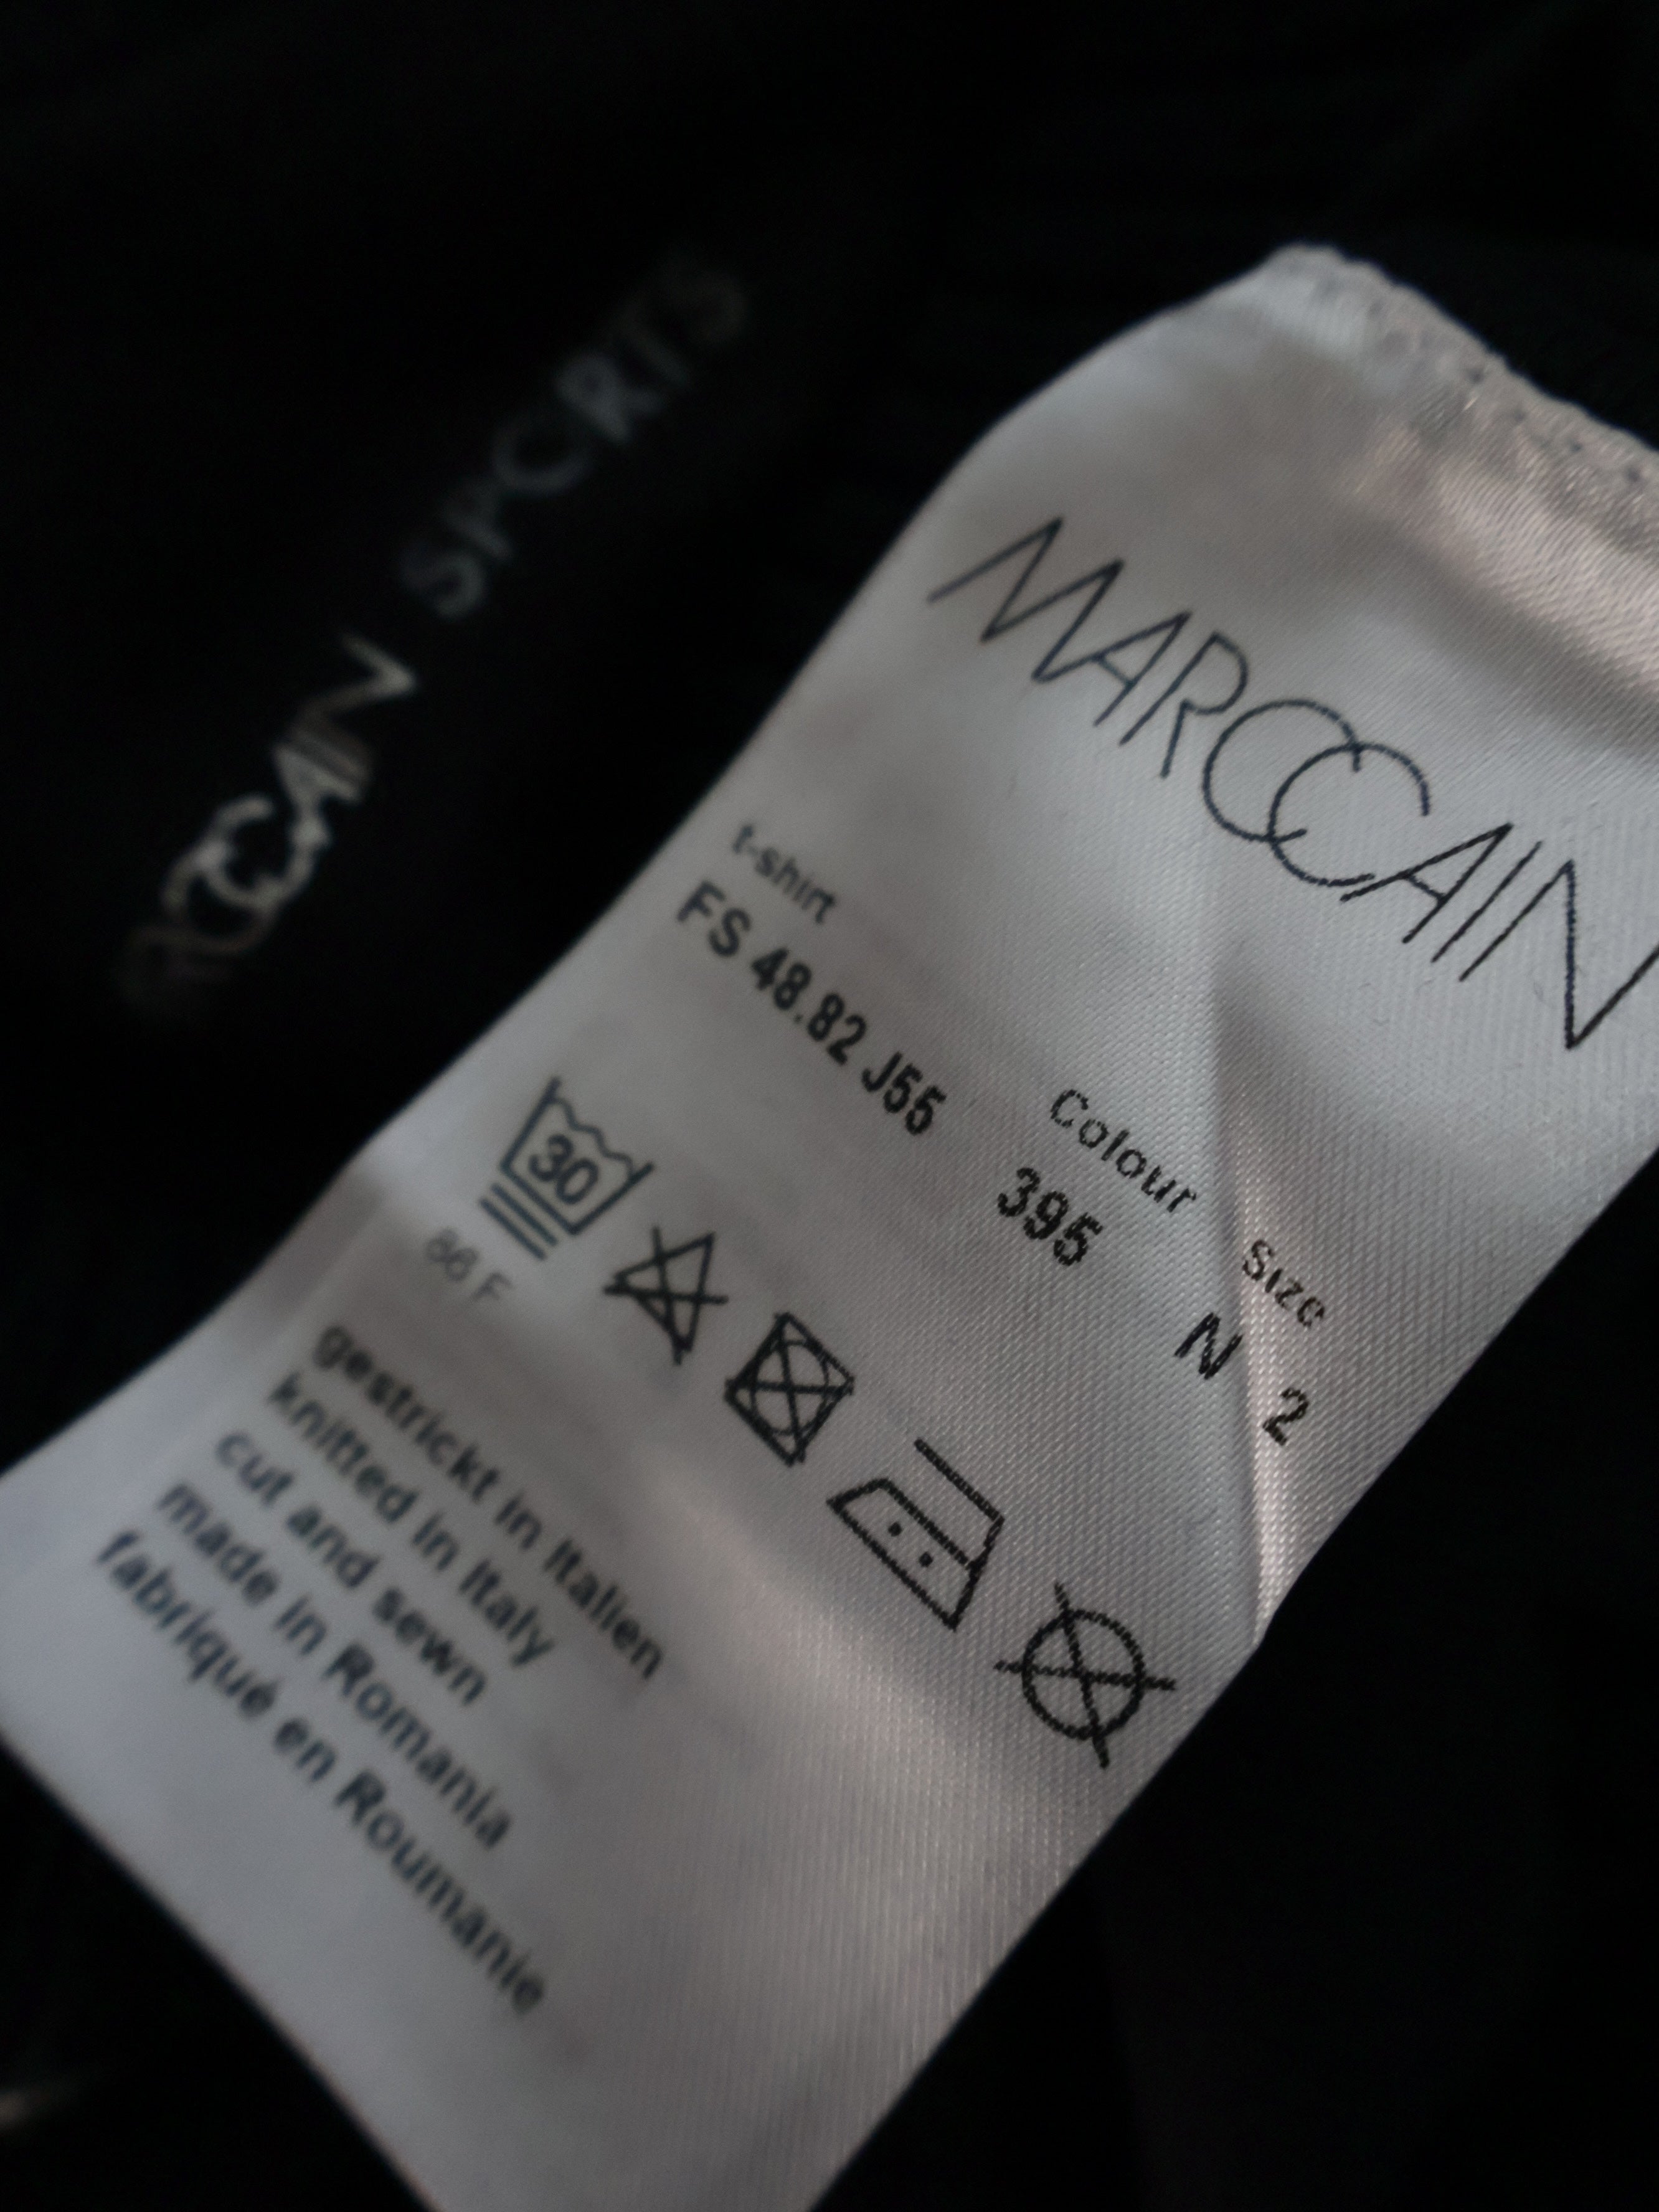 MARCCAIN
t-shirt
FS 48.82 J55
Colour
395
Size
N 2
30
86 F
gestrickt in Italien
knitted in Italy
cut and sewn
made in Romania
fabriqué en Roumanie
CAIN SPORTS